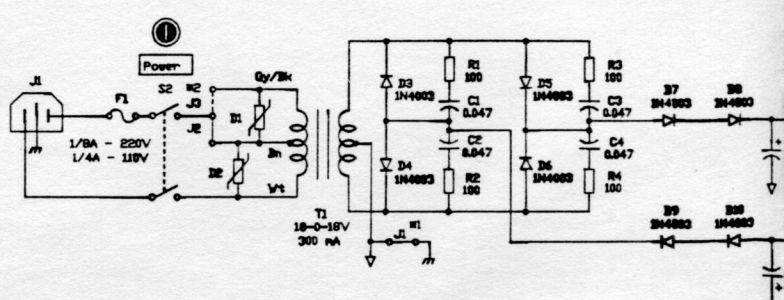 Power
J1
F1
S2
W2
J3
J2
1/8A - 220V
1/4A - 110V
Gy/Bk
D1
Bn
D2
Wt
T1
18-0-18V
300 mA
J1
W1
D3
1N4003
D4
1N4003
R1
100
C1
0.047
C2
0.047
R2
100
D5
1N4003
D6
1N4003
R3
100
C3
0.047
C4
0.047
R4
100
D7
1N4003
D8
1N4003
D9
1N4003
D10
1N4003
+
+